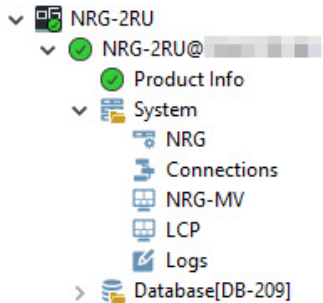 NRG-2RU
NRG-2RU@
Product Info
System
NRG
Connections
NRG-MV
LCP
Logs
Database[DB-209]